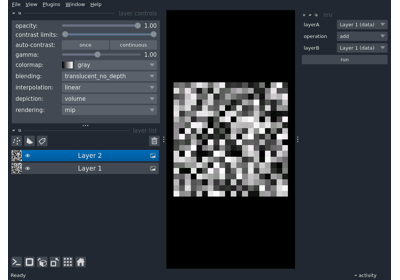 File View Plugins Window Help
layer controls
opacity: 1.00
contrast limits:
auto-contrast: once continuous
gamma: 1.00
colormap: gray
blending: translucent_no_depth
interpolation: linear
depiction: volume
rendering: mip
layer list
Layer 2
Layer 1
layerA Layer 1 (data)
operation add
layerB Layer 1 (data)
run
Ready
activity